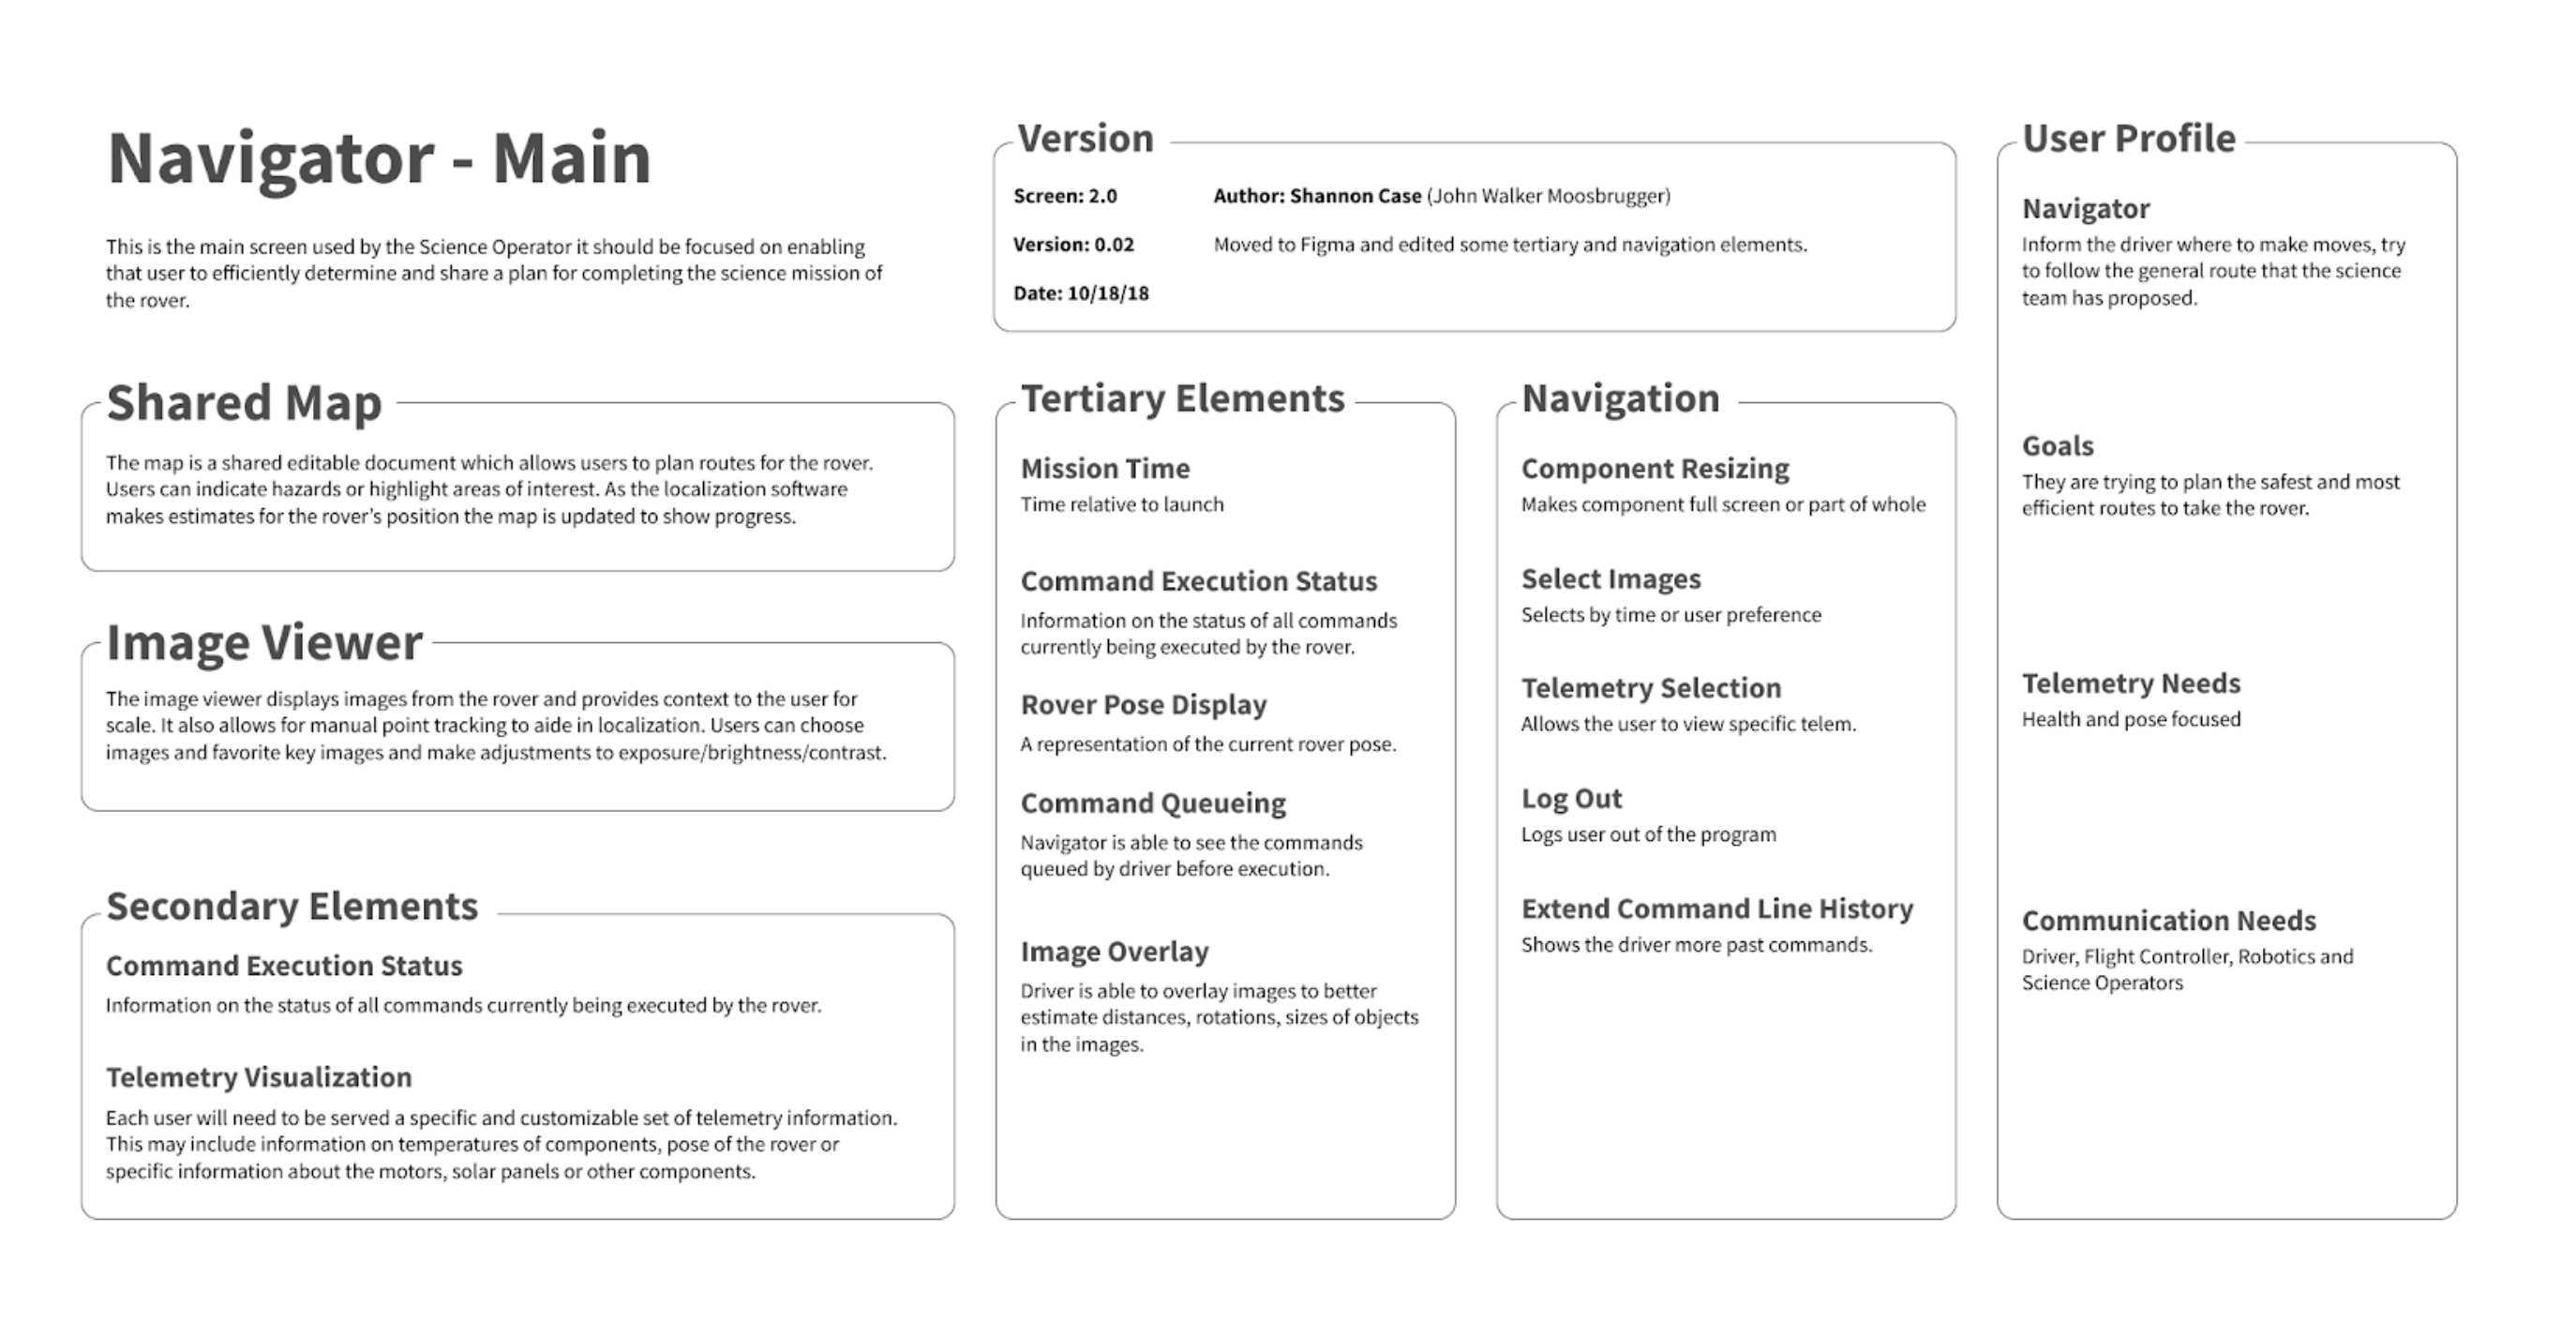 Navigator - Main
This is the main screen used by the Science Operator it should be focused on enabling
that user to efficiently determine and share a plan for completing the science mission of
the rover.
Shared Map
The map is a shared editable document which allows users to plan routes for the rover.
Users can indicate hazards or highlight areas of interest. As the localization software
makes estimates for the rover's position the map is updated to show progress.
Image Viewer
The image viewer displays images from the rover and provides context to the user for
scale. It also allows for manual point tracking to aide in localization. Users can choose
images and favorite key images and make adjustments to exposure/brightness/contrast.
Secondary Elements
Command Execution Status
Information on the status of all commands currently being executed by the rover.
Telemetry Visualization
Each user will need to be served a specific and customizable set of telemetry information.
This may include information on temperatures of components, pose of the rover or
specific information about the motors, solar panels or other components.
Version
Screen: 2.0
Author: Shannon Case (John Walker Moosbrugger)
Version: 0.02
Moved to Figma and edited some tertiary and navigation elements.
Date: 10/18/18
Tertiary Elements
Mission Time
Time relative to launch
Command Execution Status
Information on the status of all commands
currently being executed by the rover.
Rover Pose Display
A representation of the current rover pose.
Command Queueing
Navigator is able to see the commands
queued by driver before execution.
Image Overlay
Driver is able to overlay images to better
estimate distances, rotations, sizes of objects
in the images.
Navigation
Component Resizing
Makes component full screen or part of whole
Select Images
Selects by time or user preference
Telemetry Selection
Allows the user to view specific telem.
Log Out
Logs user out of the program
Extend Command Line History
Shows the driver more past commands.
User Profile
Navigator
Inform the driver where to make moves, try
to follow the general route that the science
team has proposed.
Goals
They are trying to plan the safest and most
efficient routes to take the rover.
Telemetry Needs
Health and pose focused
Communication Needs
Driver, Flight Controller, Robotics and
Science Operators